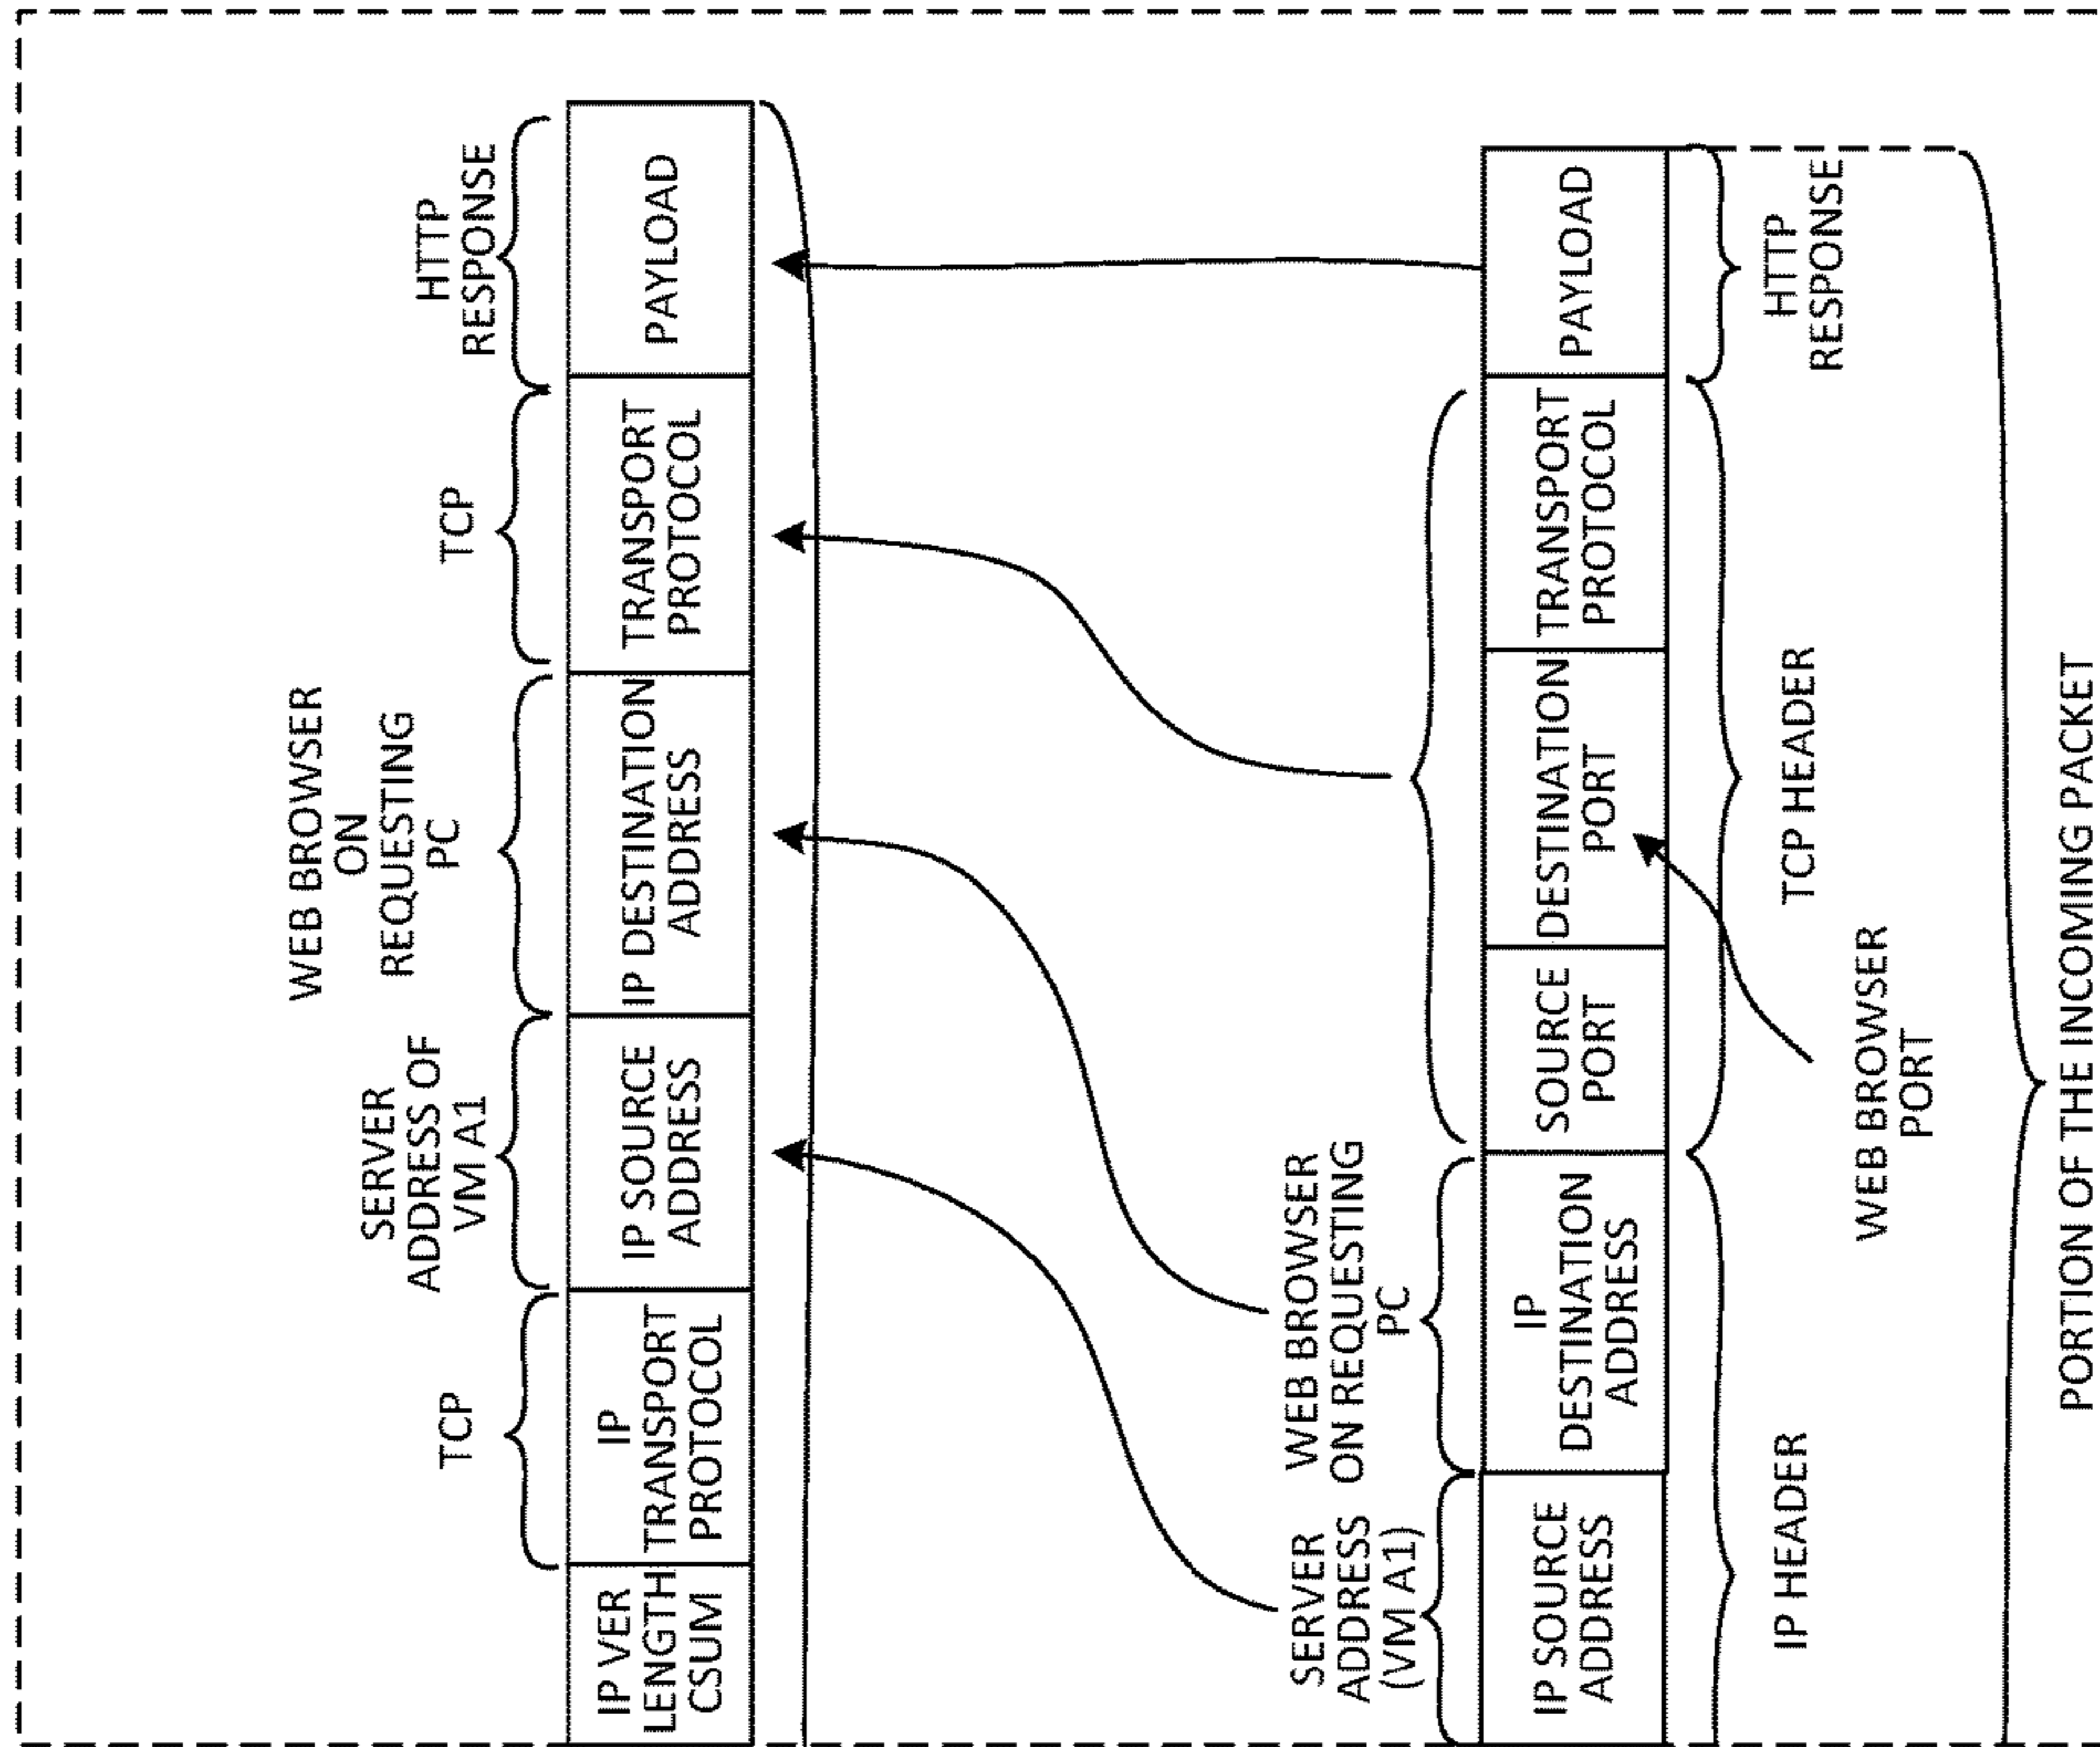 WEB BROWSER
ON
REQUESTING
PC
SERVER
ADDRESS OF
VM A1
TCP
TCP
HTTP
RESPONSE
IP VER
LENGTH
CSUM
IP
TRANSPORT
PROTOCOL
IP SOURCE
ADDRESS
IP DESTINATION
ADDRESS
TRANSPORT
PROTOCOL
PAYLOAD
SERVER
ADDRESS
(VM A1)
WEB BROWSER
ON REQUESTING
PC
IP SOURCE
ADDRESS
IP
DESTINATION
ADDRESS
SOURCE
PORT
DESTINATION
PORT
TRANSPORT
PROTOCOL
PAYLOAD
IP HEADER
TCP HEADER
HTTP
RESPONSE
WEB BROWSER
PORT
PORTION OF THE INCOMING PACKET